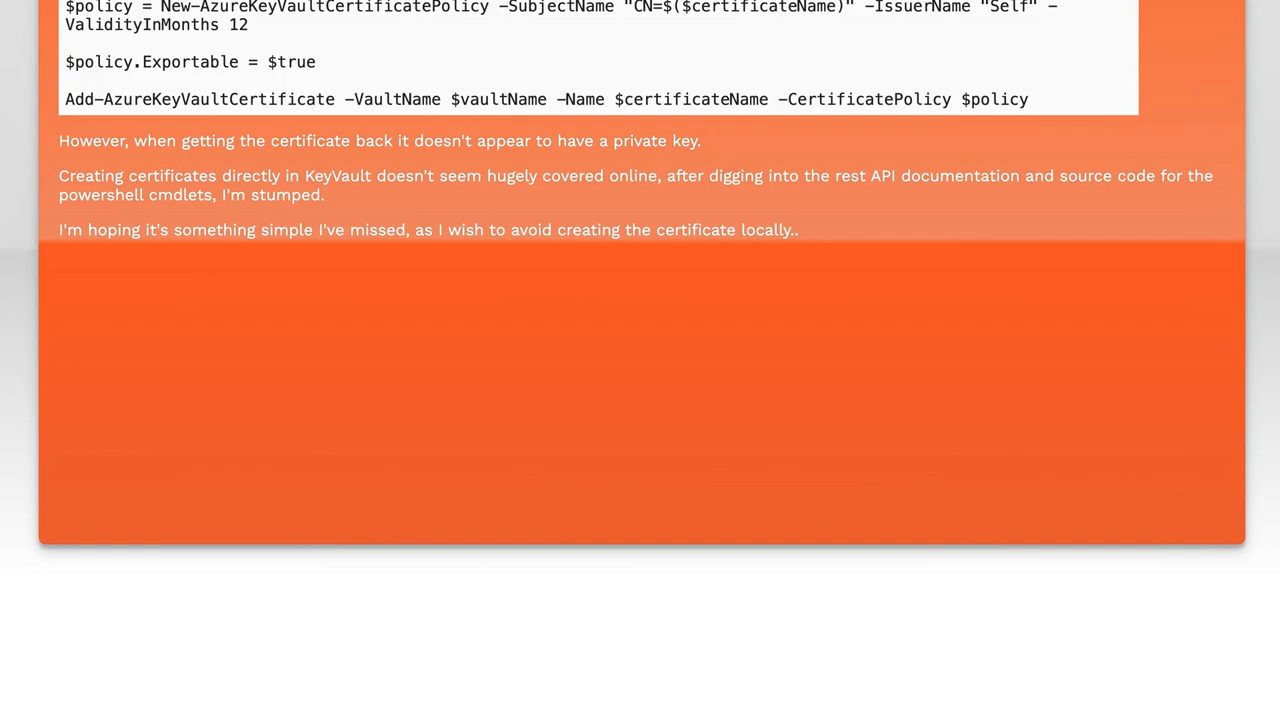 $policy = New-AzureKeyVaultCertificatePolicy -SubjectName "CN=$($certificateName)" -IssuerName "Self" -
ValidityInMonths 12
$policy.Exportable = $true
Add-AzureKeyVaultCertificate -VaultName $vaultName -Name $certificateName -CertificatePolicy $policy
However, when getting the certificate back it doesn't appear to have a private key.
Creating certificates directly in KeyVault doesn't seem hugely covered online, after digging into the rest API documentation and source code for the
powershell cmdlets, I'm stumped.
I'm hoping it's something simple I've missed, as I wish to avoid creating the certificate locally..